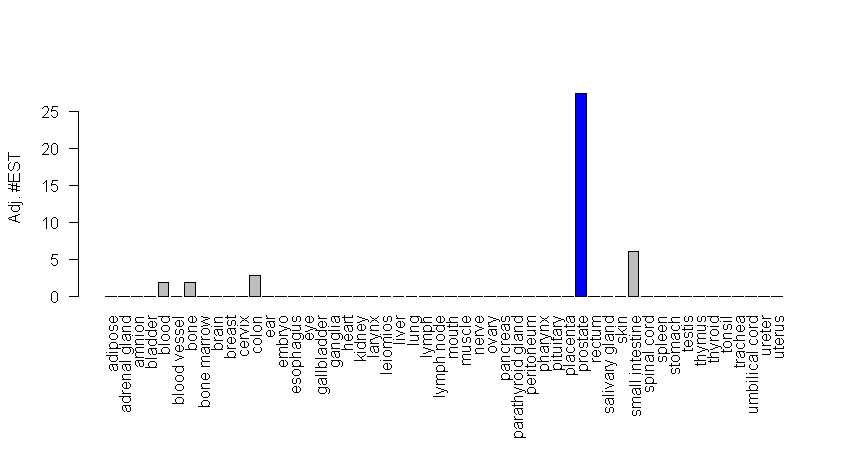 Adj. #EST
25
20
15
10
5
0
adipose
adrenal gland
amnion
bladder
blood
blood vessel
bone
bone marrow
brain
breast
cervix
colon
ear
embryo
esophagus
eye
gallbladder
ganglia
heart
kidney
larynx
leiomios
liver
lung
lymph
lymph node
mouth
muscle
nerve
ovary
pancreas
parathyroid gland
peritoneum
pharynx
pituitary
placenta
prostate
rectum
salivary gland
skin
small intestine
spinal cord
spleen
stomach
testis
thymus
thyroid
tonsil
trachea
umbilical cord
ureter
uterus